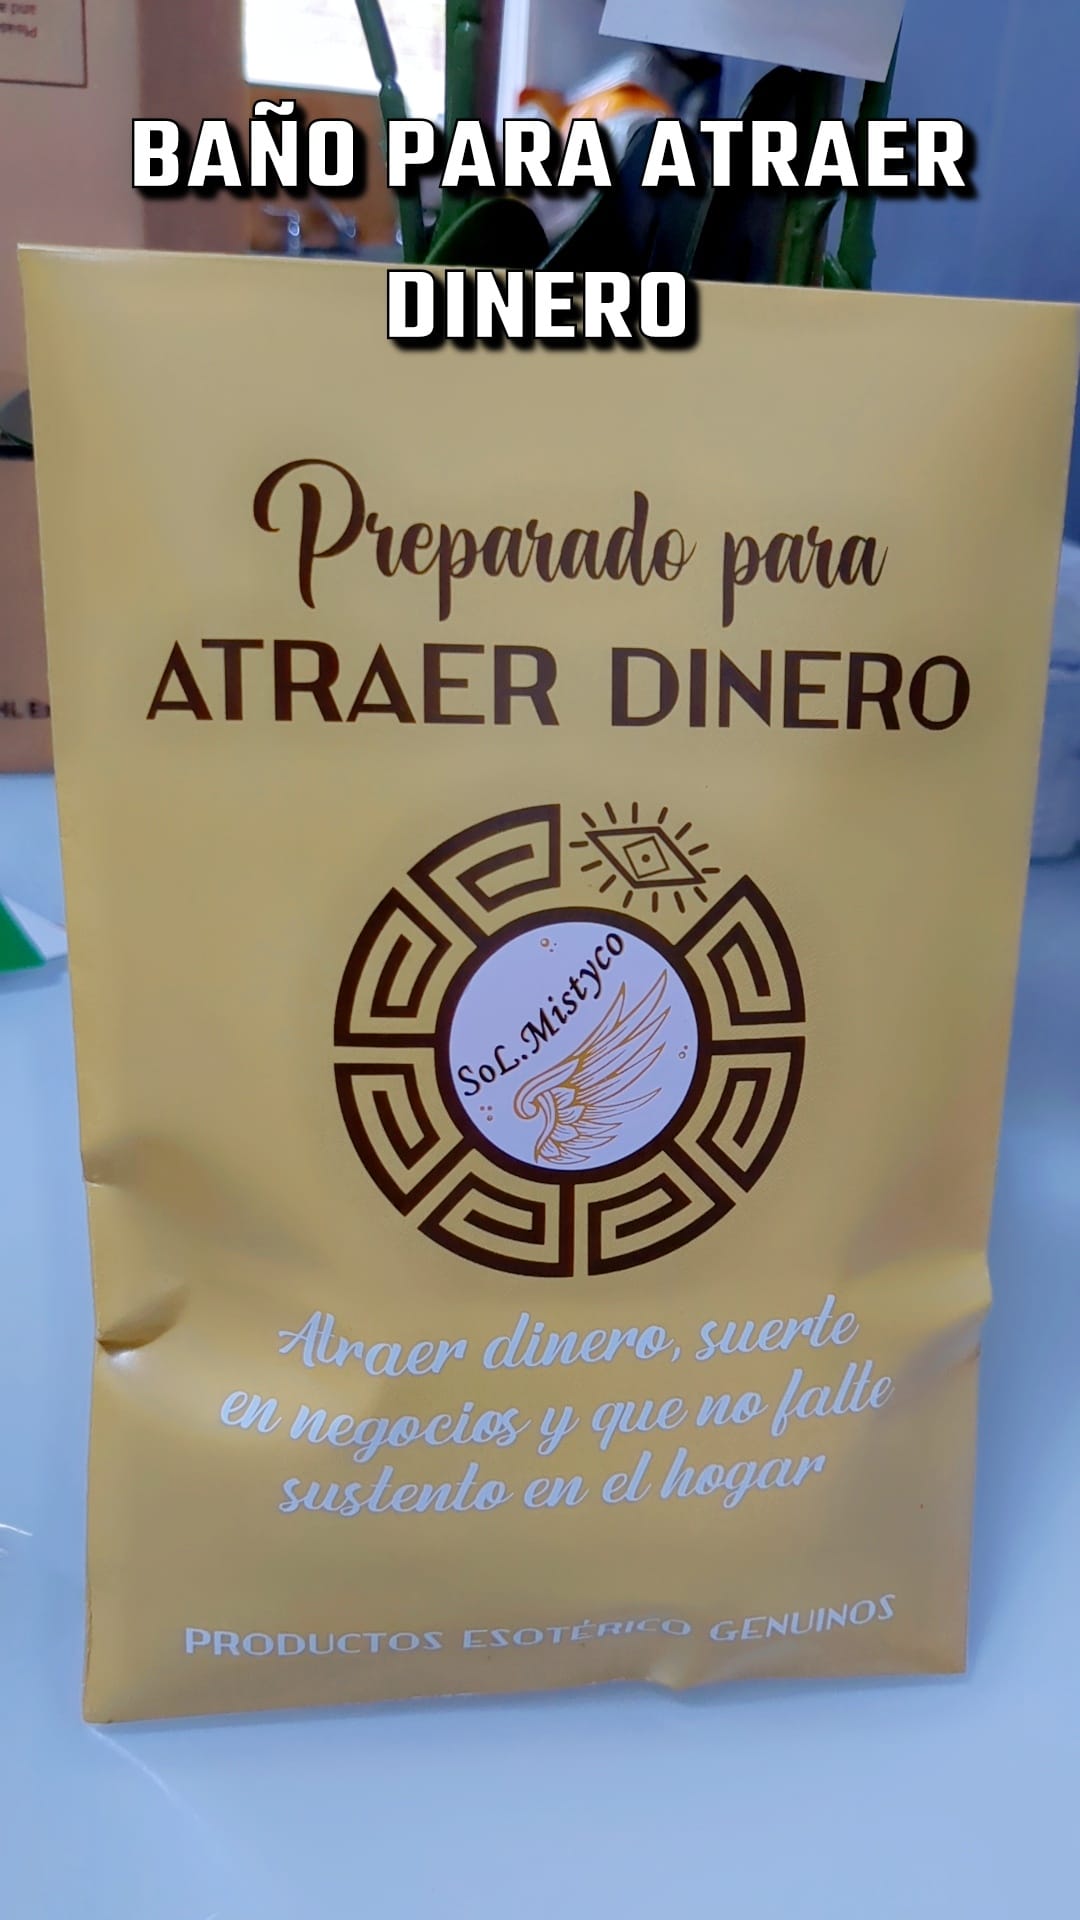 BAÑO PARA ATRAER
DINERO
Preparado para
ATRAER DINERO
SoL.Mistyco
Atraer dinero, suerte
en negocios y que no falte
sustento en el hogar
PRODUCTOS ESOTÉRICO GENUINOS